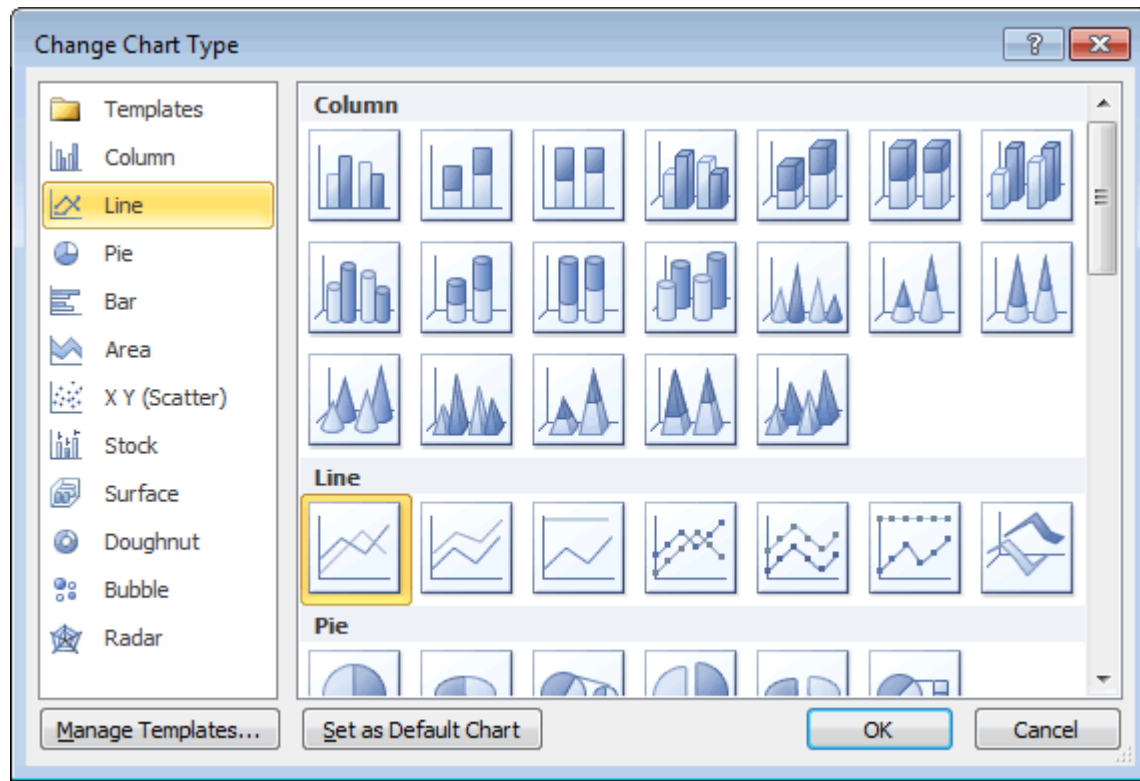 Change Chart Type
Templates
Column
Line
Pie
Bar
Area
X Y (Scatter)
Stock
Surface
Doughnut
Bubble
Radar
Column
Line
Pie
Manage Templates...
Set as Default Chart
OK
Cancel